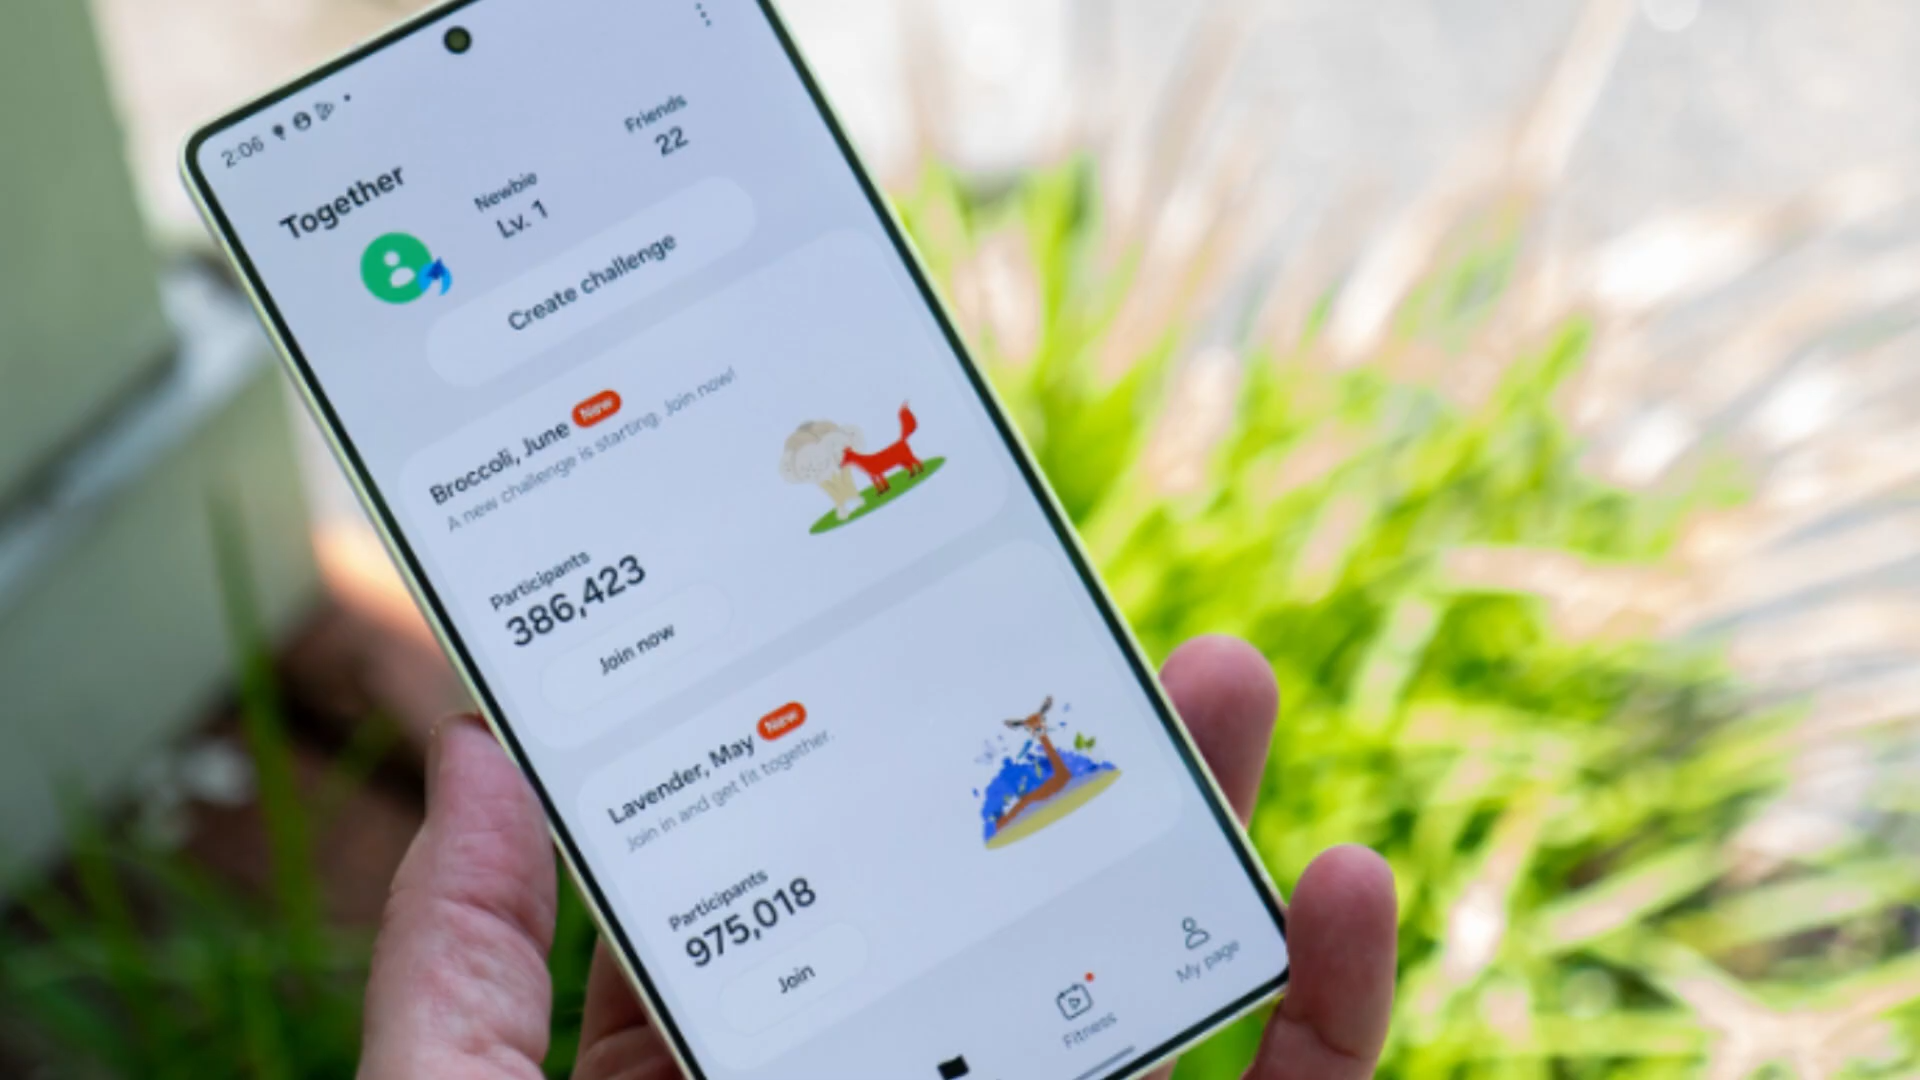 2:06
Together
Newbie
Lv. 1
Friends
22
Create challenge
Broccoli, June New
A new challenge is starting. Join now!
Participants
386,423
Join now
Lavender, May New
Join in and get fit together.
Participants
975,018
Join
Fitness
My page